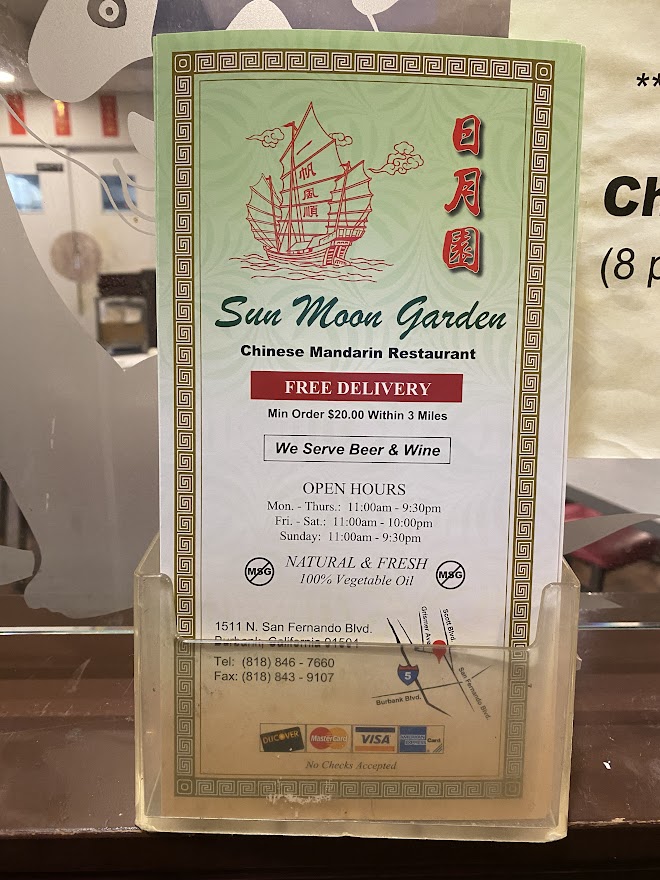 一帆風順
日月園
Sun Moon Garden
Chinese Mandarin Restaurant
FREE DELIVERY
Min Order $20.00 Within 3 Miles
We Serve Beer & Wine
OPEN HOURS
Mon. - Thurs.: 11:00am - 9:30pm
Fri. - Sat.: 11:00am - 10:00pm
Sunday: 11:00am - 9:30pm
MSG
NATURAL & FRESH
100% Vegetable Oil
MSG
1511 N. San Fernando Blvd.
Burbank, California 91504
Tel: (818) 846 - 7660
Fax: (818) 843 - 9107
Grismer Ave.
Scott Blvd.
5
San Fernando Blvd.
Burbank Blvd.
DISCOVER
MasterCard
VISA
AMERICAN EXPRESS Card
No Checks Accepted
**
Ch
(8 p